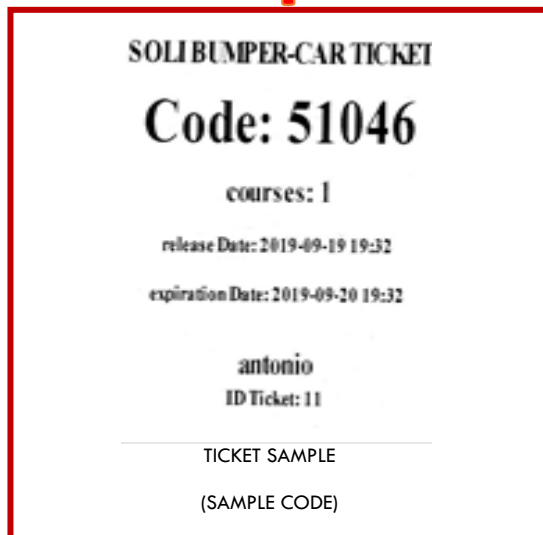 SOLI BUMPER-CAR TICKET
Code: 51046
courses: 1
release Date: 2019-09-19 19:32
expiration Date: 2019-09-20 19:32
antonio
ID Ticket: 11
TICKET SAMPLE
(SAMPLE CODE)